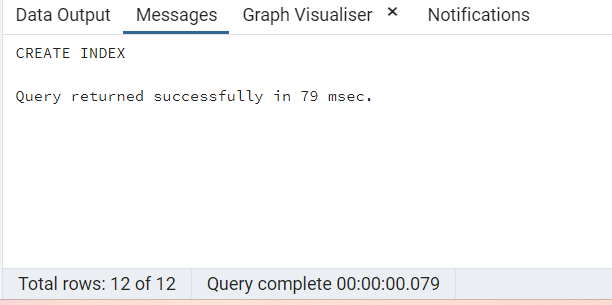 Data Output Messages Graph Visualiser × Notifications
CREATE INDEX
Query returned successfully in 79 msec.
Total rows: 12 of 12 Query complete 00:00:00.079